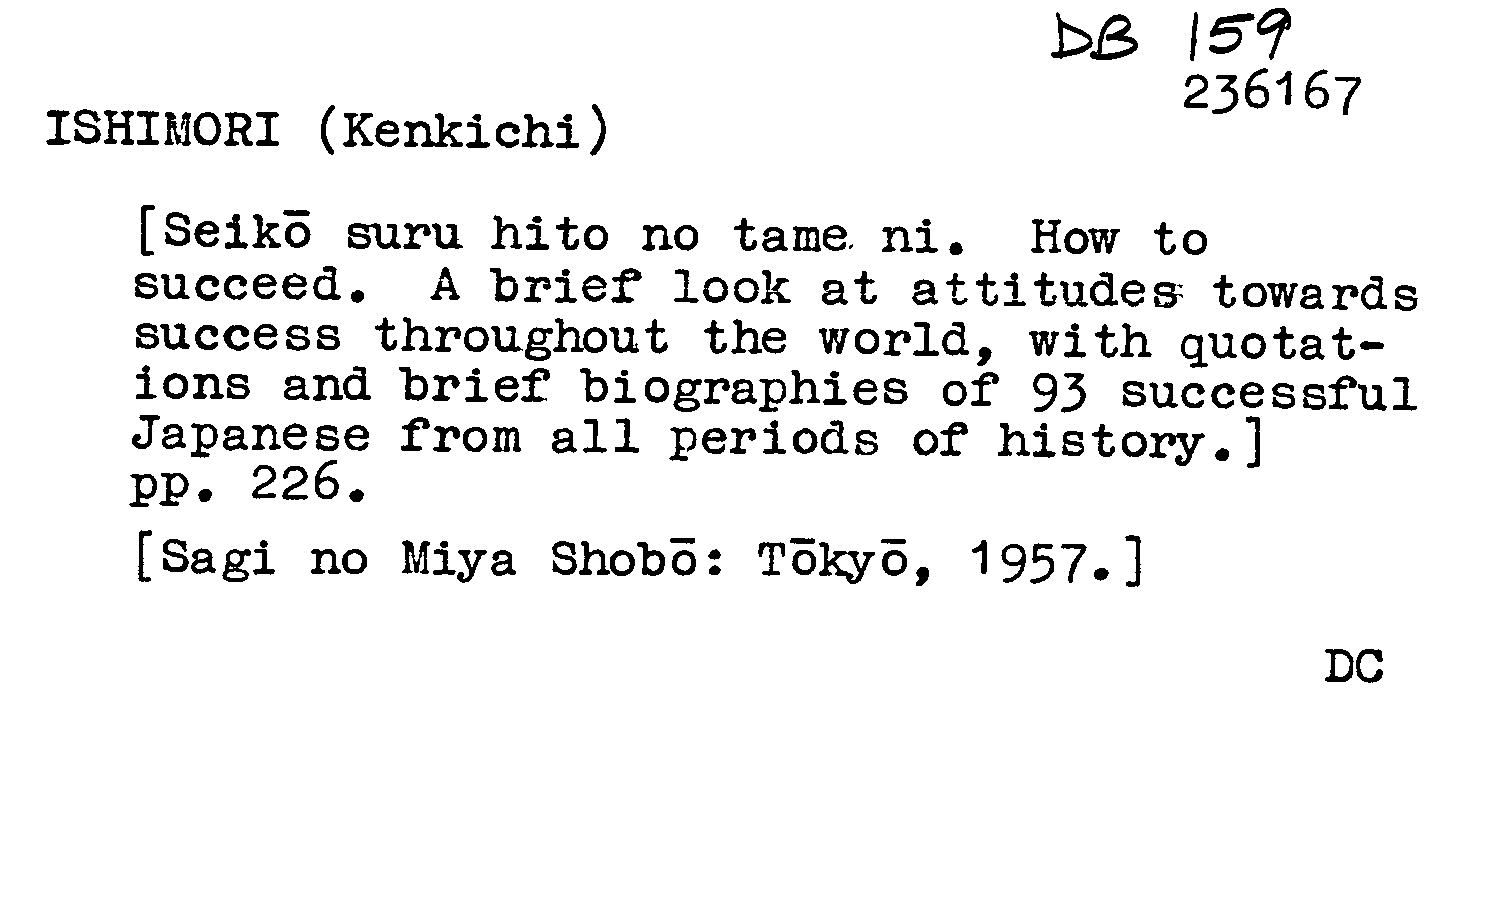 DB 159
236167
ISHIMORI (Kenkichi)
[Seikō suru hito no tame ni. How to
succeed. A brief look at attitudes towards
success throughout the world, with quotat-
ions and brief biographies of 93 successful
Japanese from all periods of history.]
pp. 226.
[Sagi no Miya Shobō: Tōkyō, 1957.]
DC